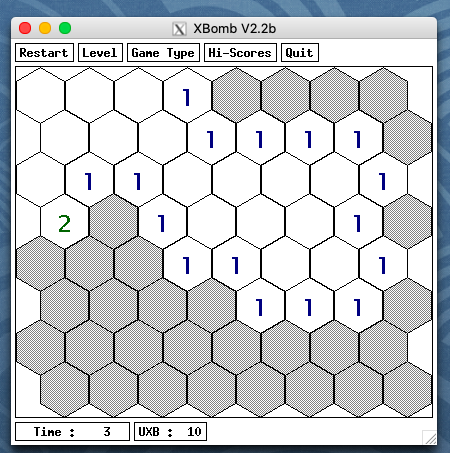 XBomb V2.2b
Restart Level Game Type Hi-Scores Quit
1
1 1 1 1
1 1 1
2 1 1
1 1 1
1 1 1
Time : 3 UXB : 10